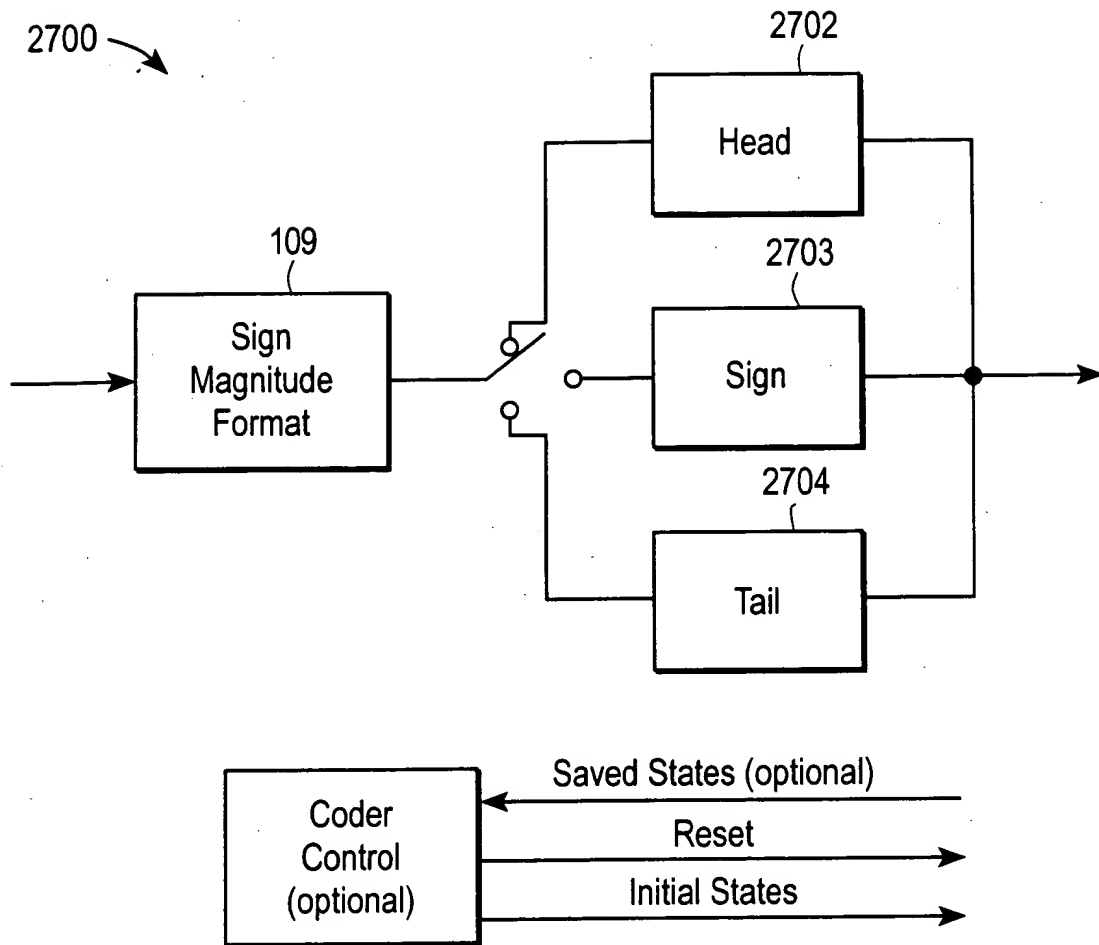 2700
2702
Head
109
Sign
Magnitude
Format
2703
Sign
2704
Tail
Coder
Control
(optional)
Saved States (optional)
Reset
Initial States